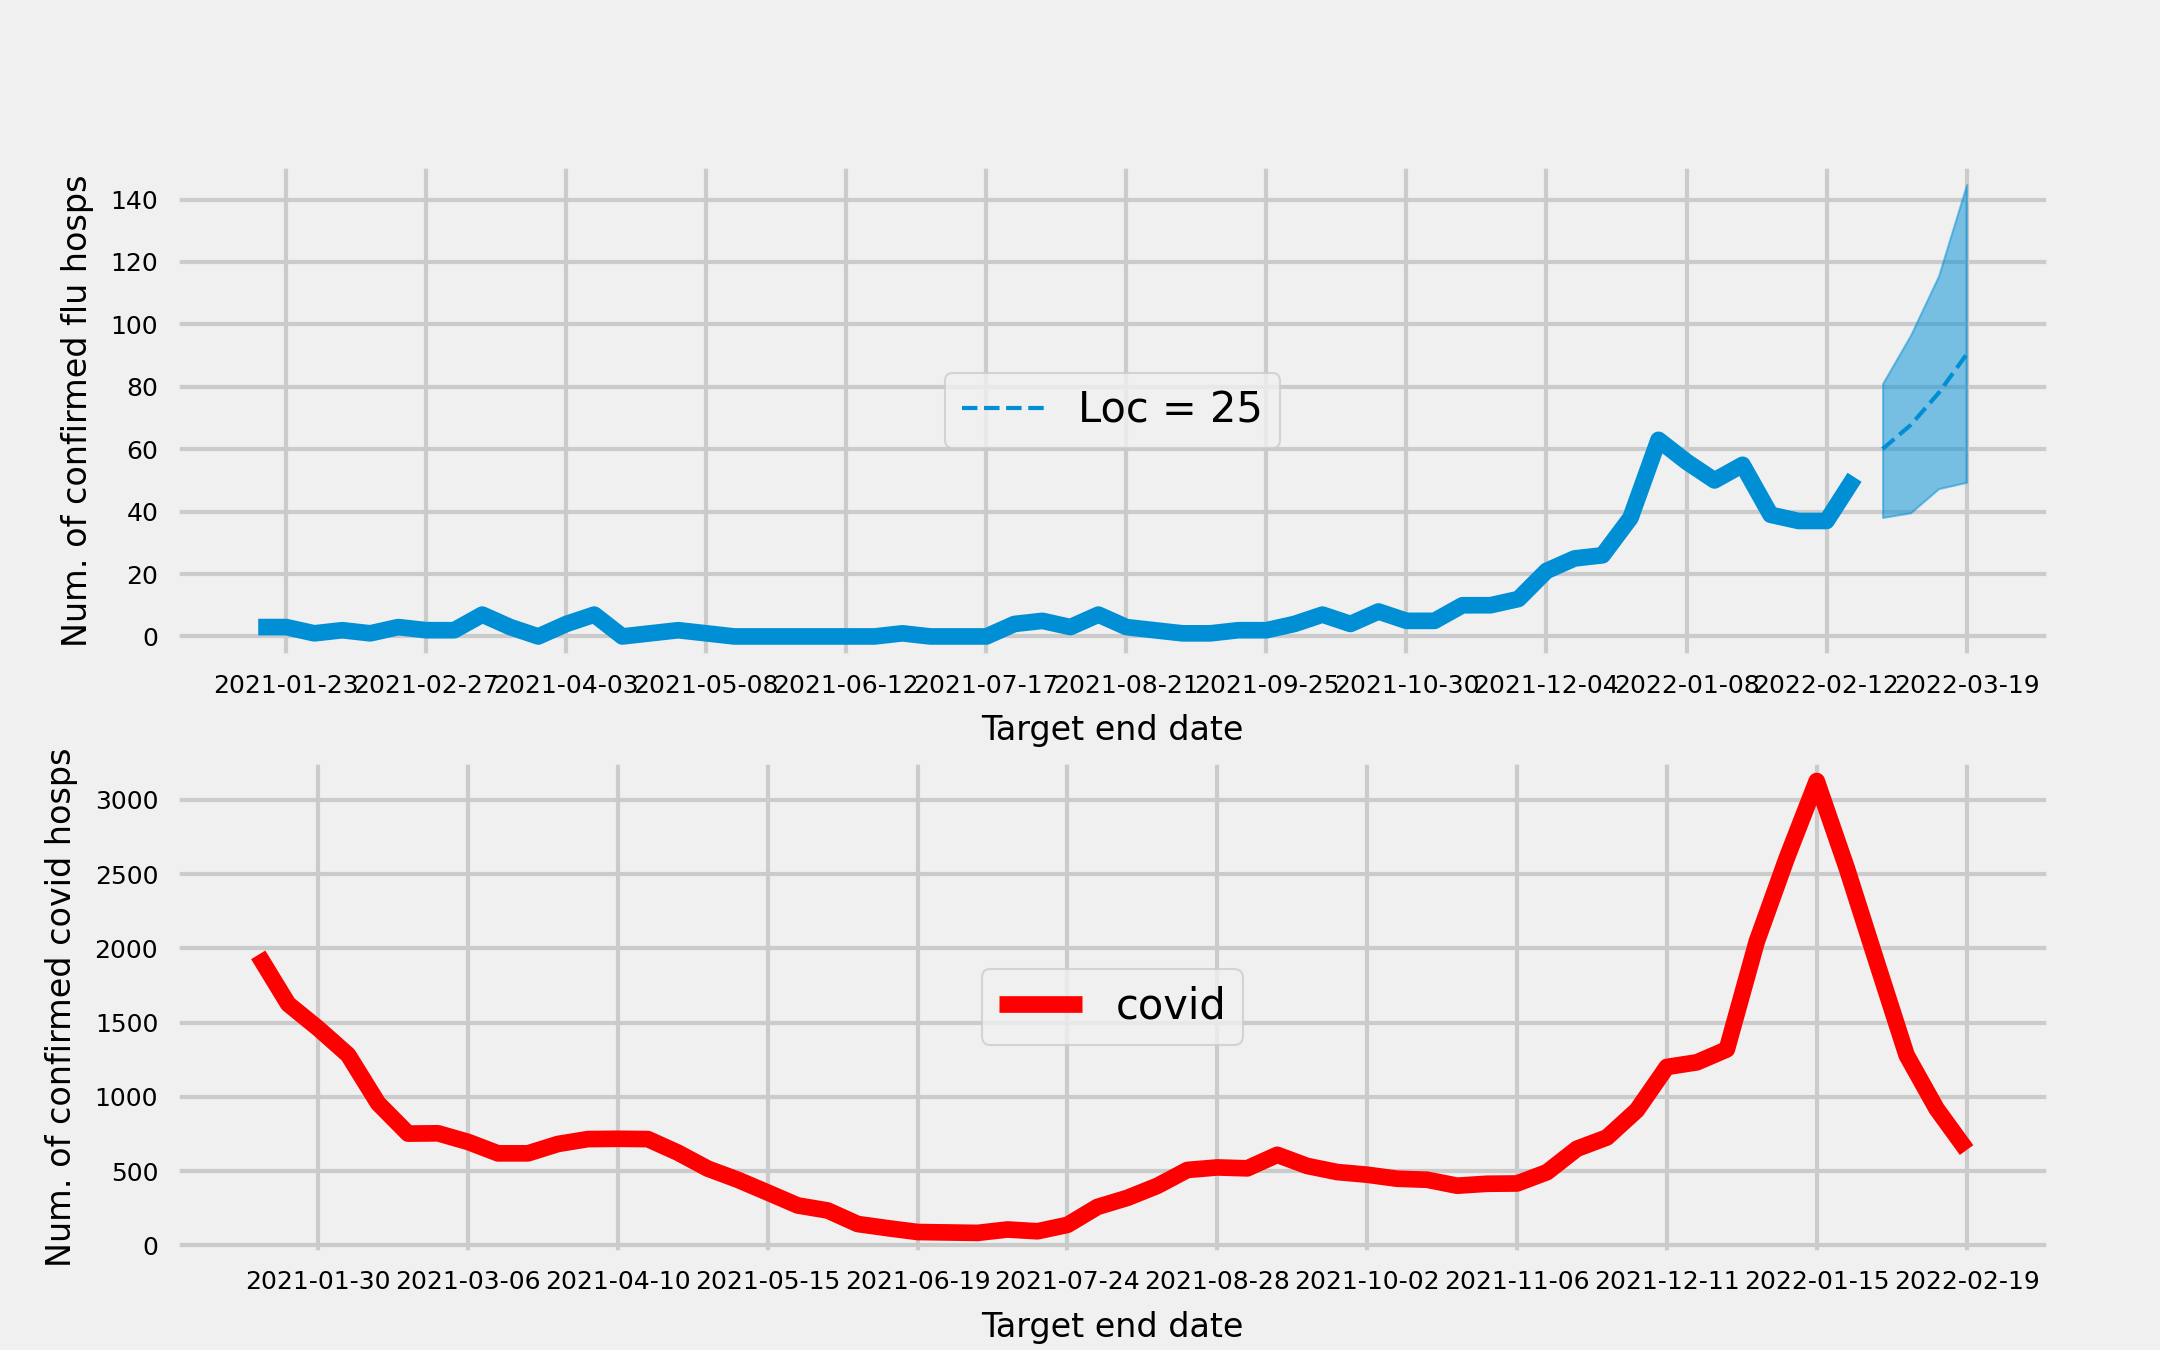 Num. of confirmed flu hosps
140
120
100
80
60
40
20
0
Loc = 25
2021-01-23 2021-02-27 2021-04-03 2021-05-08 2021-06-12 2021-07-17 2021-08-21 2021-09-25 2021-10-30 2021-12-04 2022-01-08 2022-02-12 2022-03-19
Target end date
Num. of confirmed covid hosps
3000
2500
2000
1500
1000
500
0
covid
2021-01-30 2021-03-06 2021-04-10 2021-05-15 2021-06-19 2021-07-24 2021-08-28 2021-10-02 2021-11-06 2021-12-11 2022-01-15 2022-02-19
Target end date